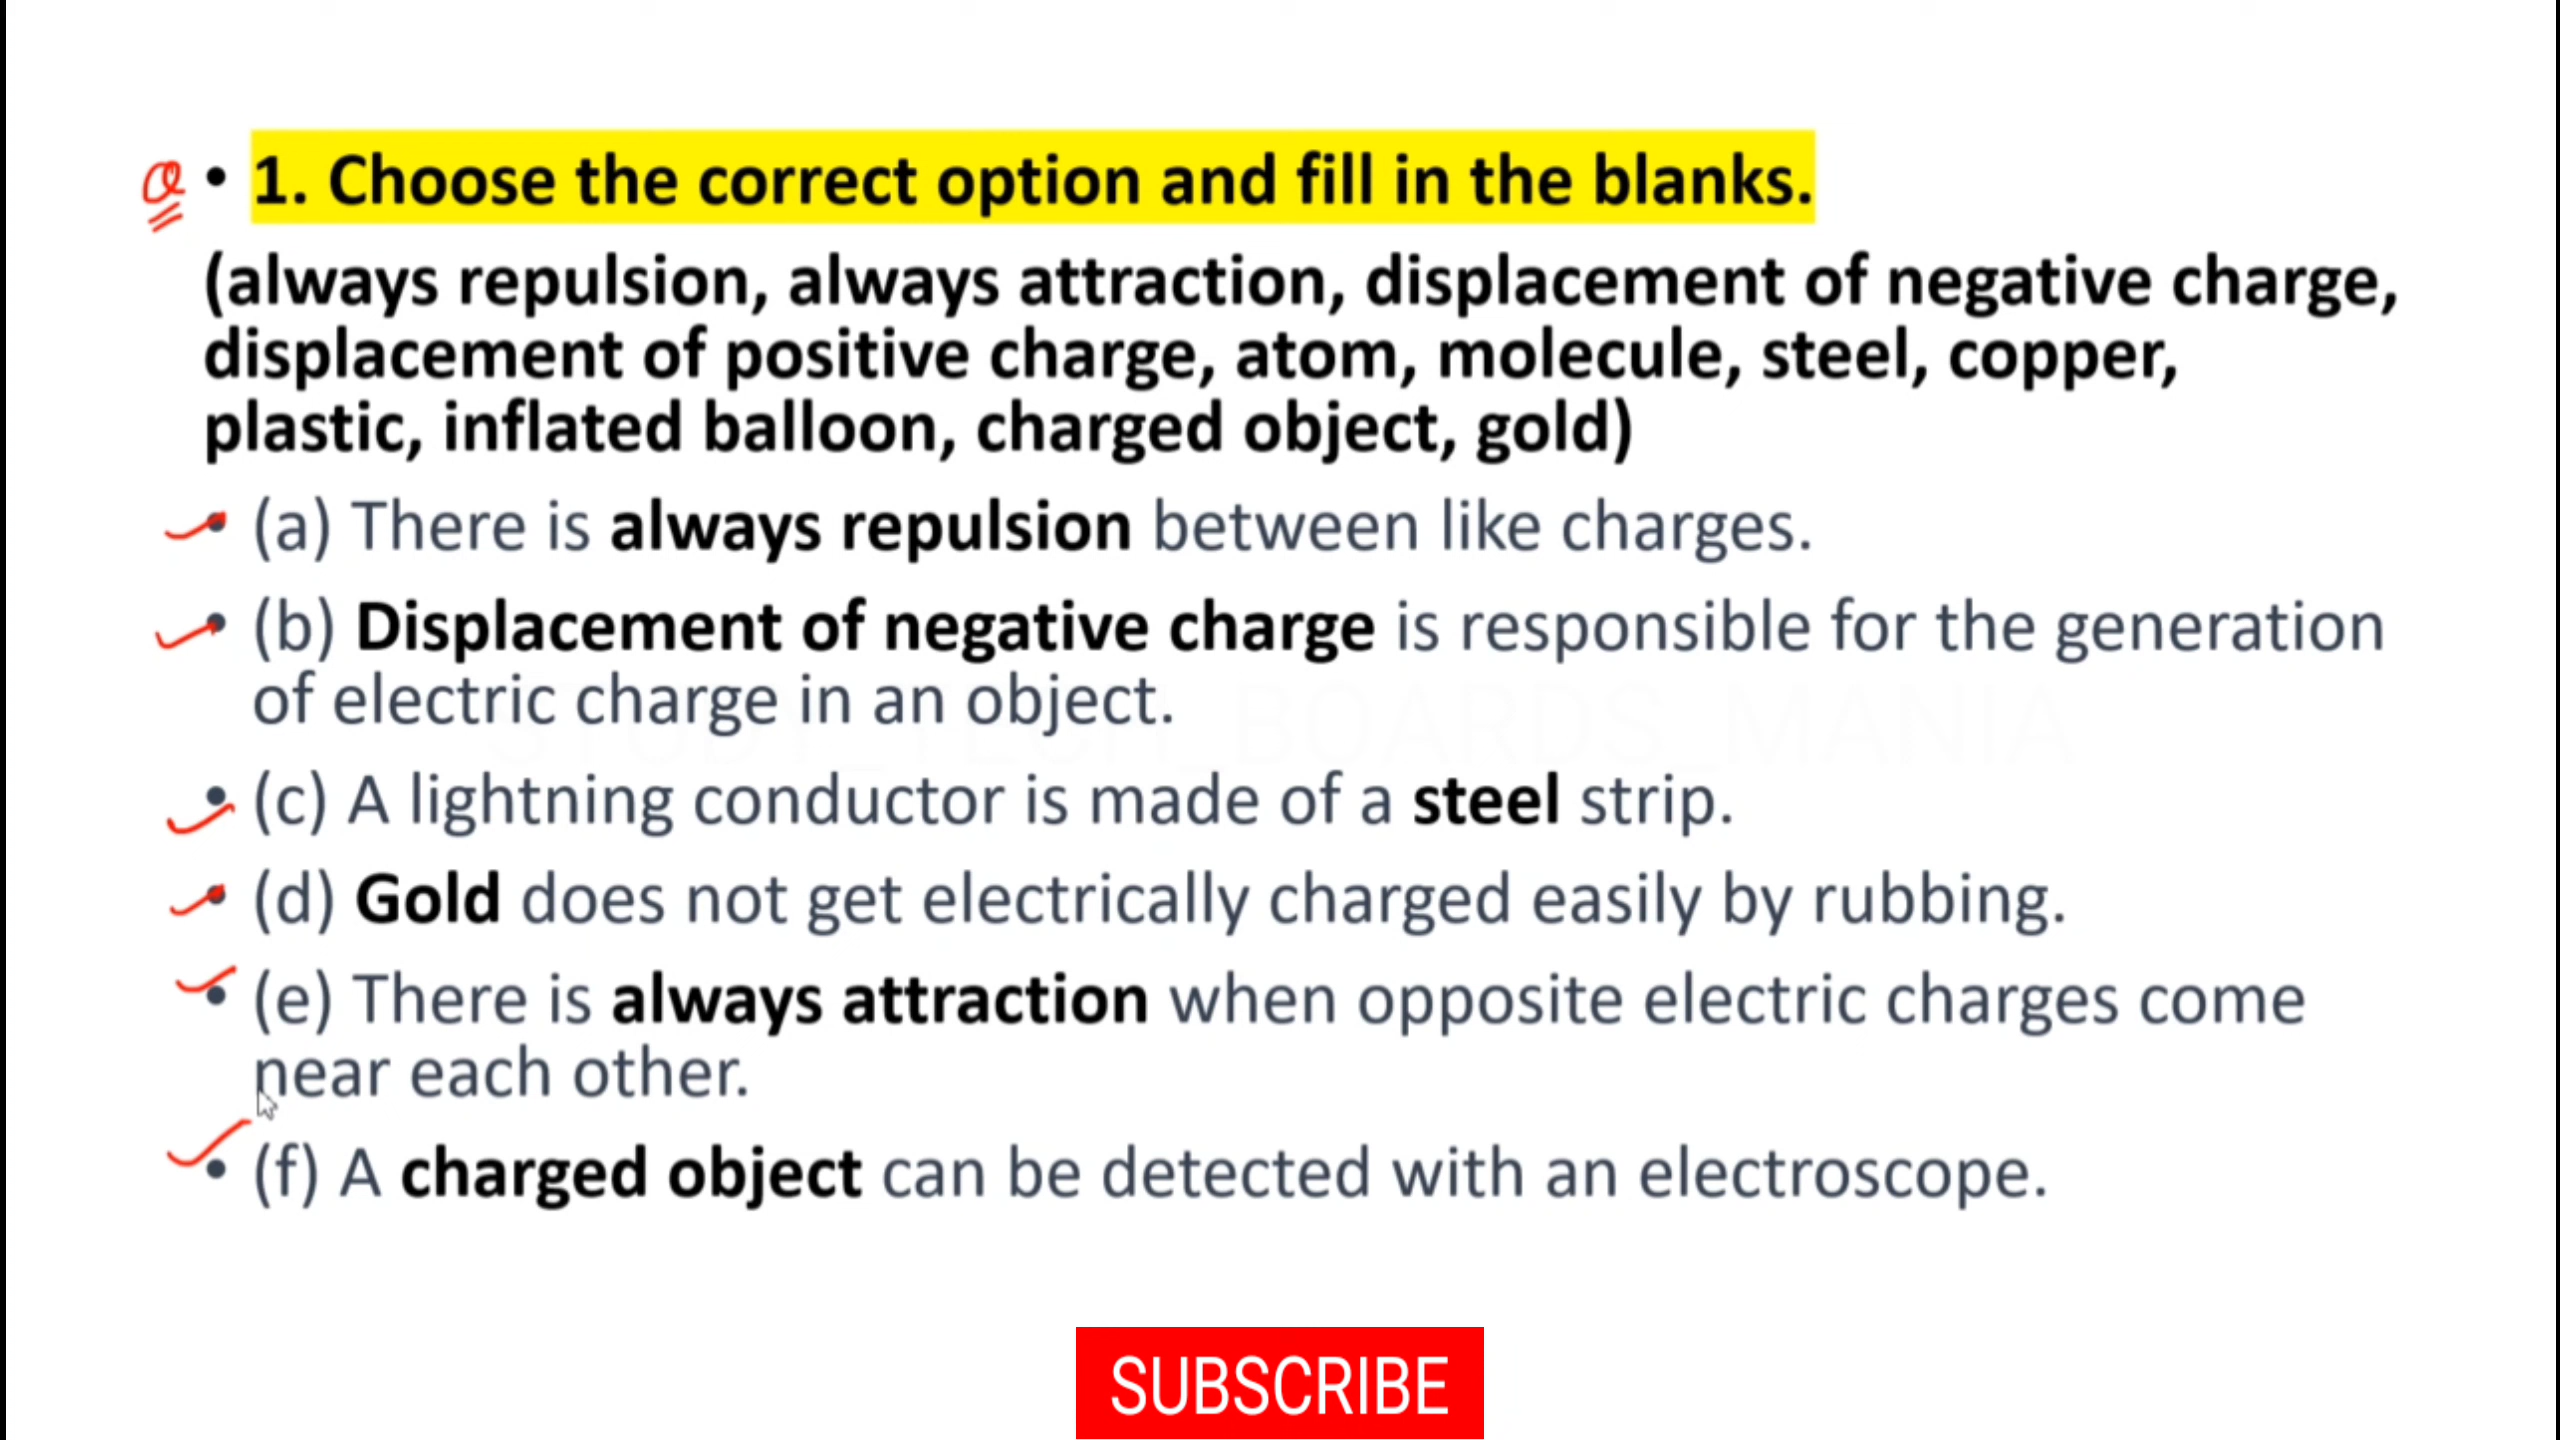 Q • 1. Choose the correct option and fill in the blanks.
(always repulsion, always attraction, displacement of negative charge,
displacement of positive charge, atom, molecule, steel, copper,
plastic, inflated balloon, charged object, gold)
• (a) There is always repulsion between like charges.
• (b) Displacement of negative charge is responsible for the generation
of electric charge in an object.
STUDY_TECH_BOARDS_MANIA
• (c) A lightning conductor is made of a steel strip.
• (d) Gold does not get electrically charged easily by rubbing.
• (e) There is always attraction when opposite electric charges come
near each other.
• (f) A charged object can be detected with an electroscope.
SUBSCRIBE